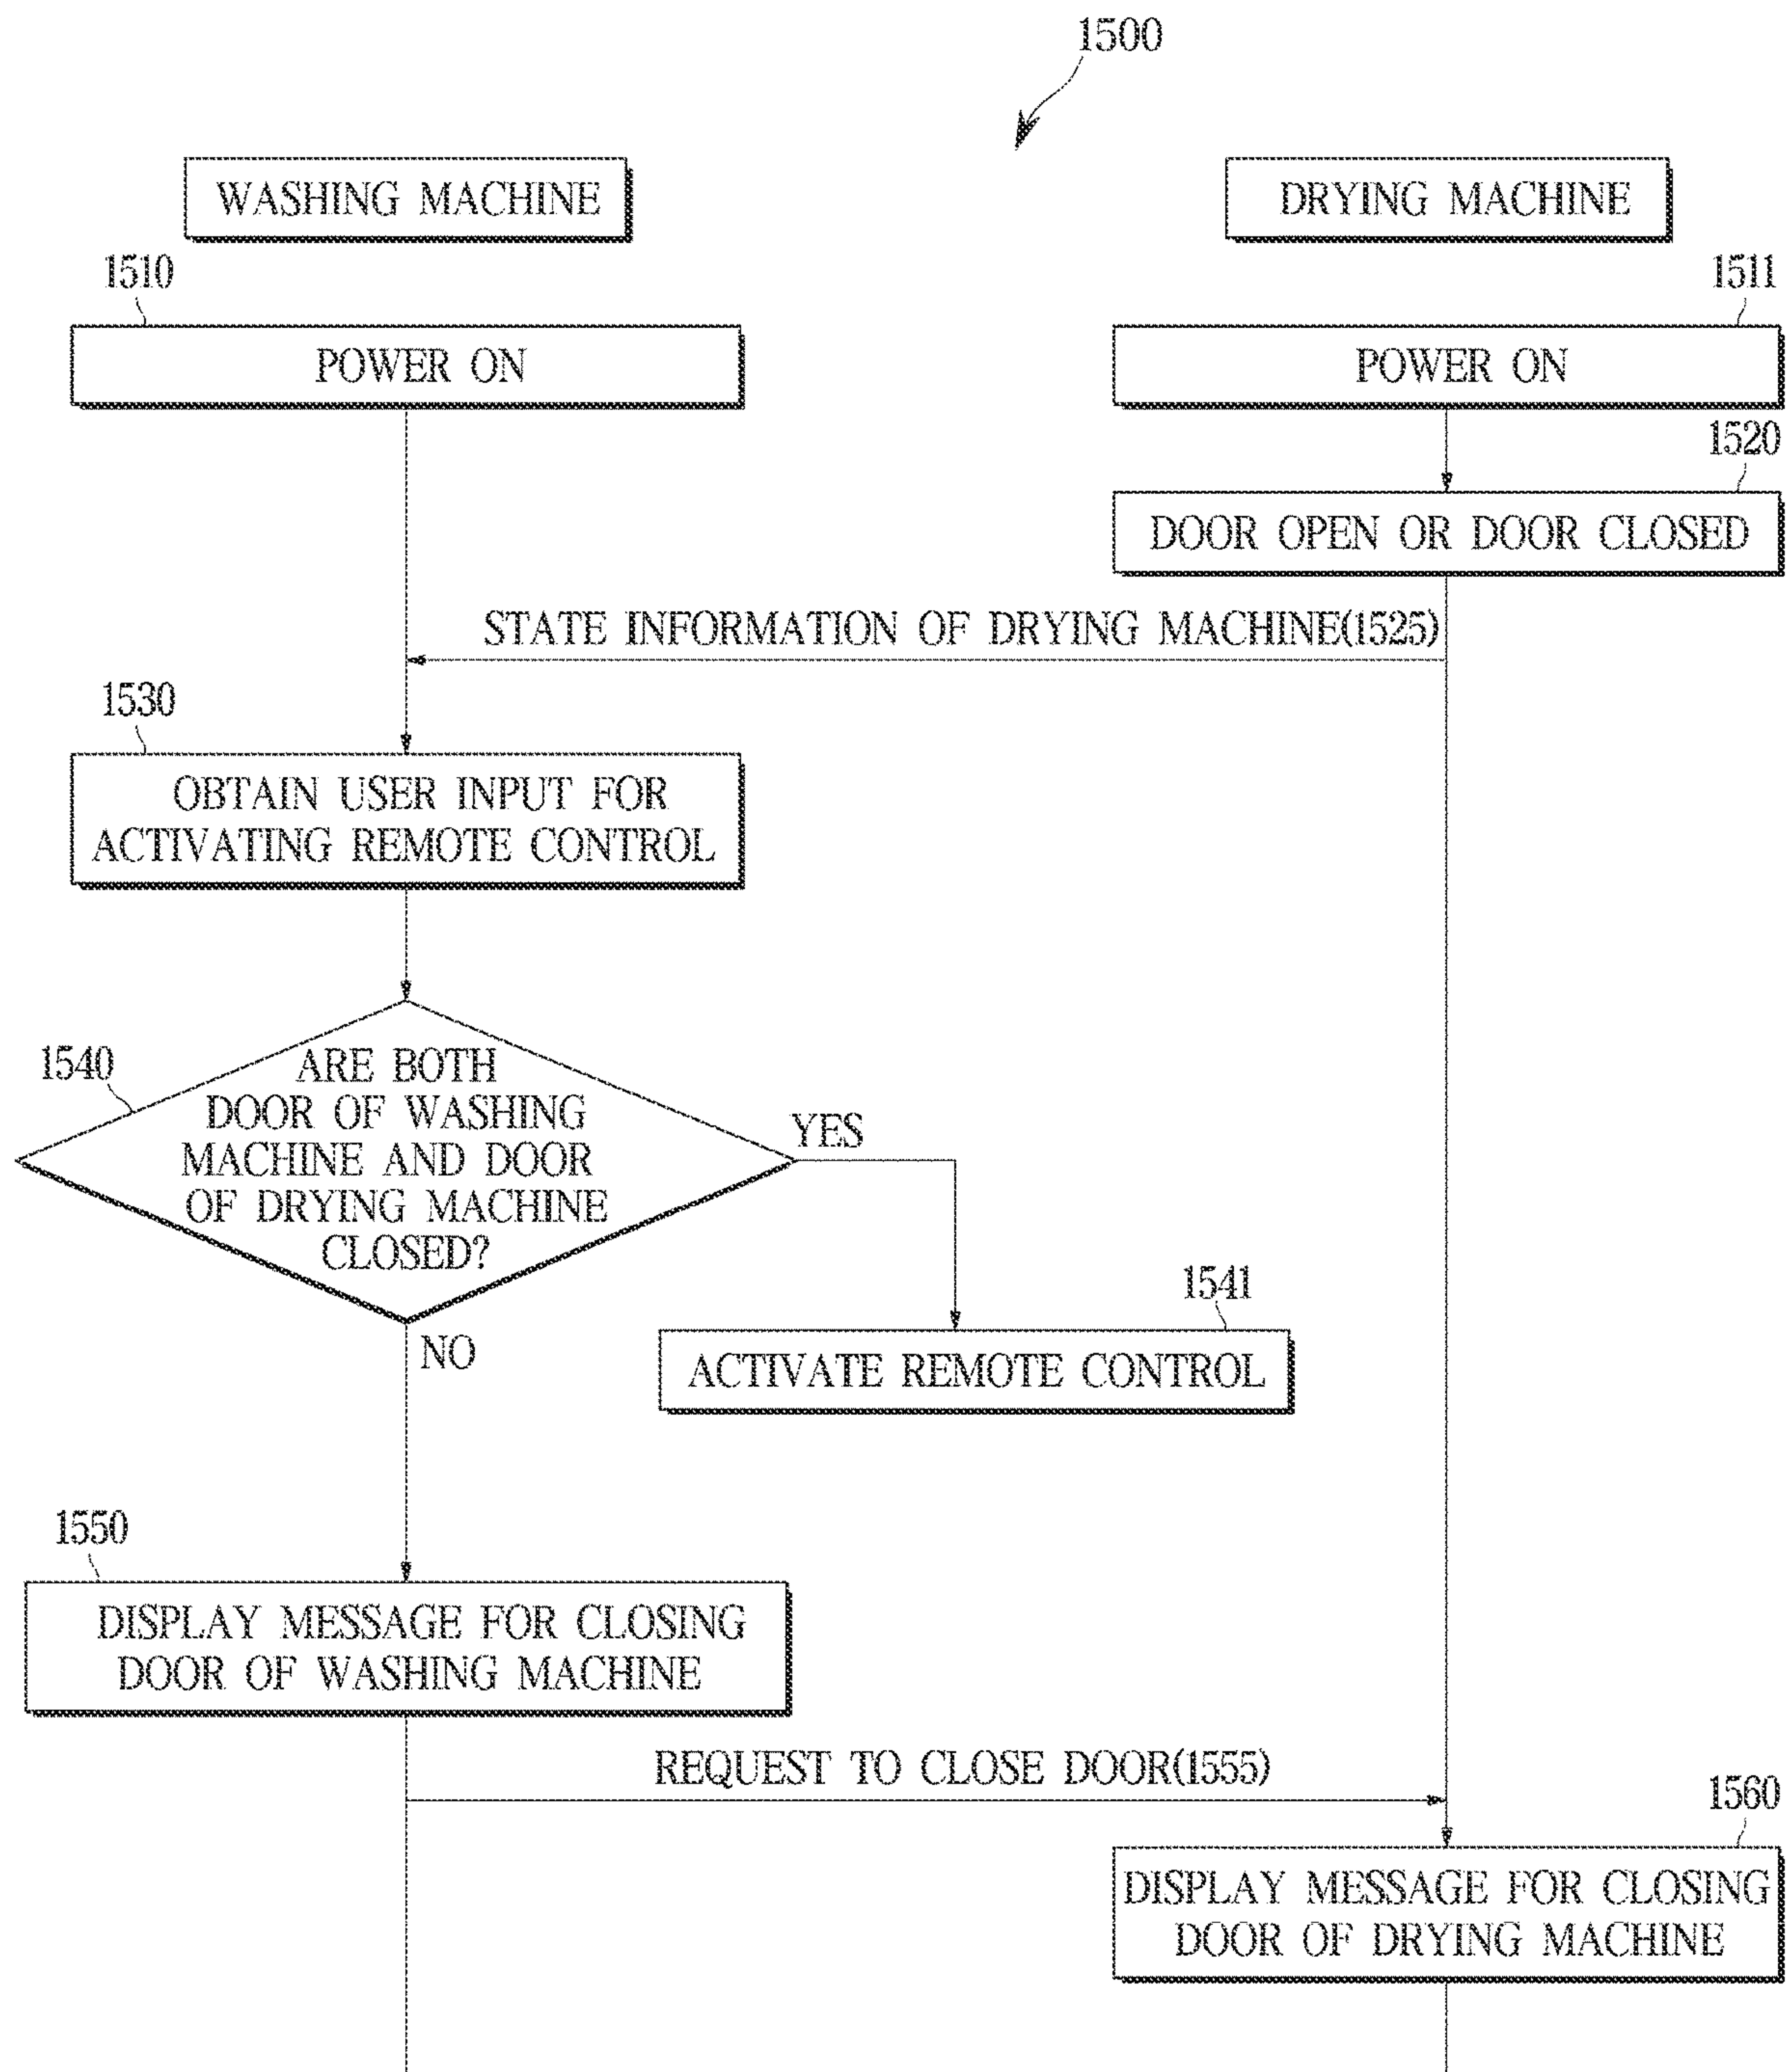 1500
WASHING MACHINE
DRYING MACHINE
1510
1511
POWER ON
POWER ON
1520
DOOR OPEN OR DOOR CLOSED
STATE INFORMATION OF DRYING MACHINE(1525)
1530
OBTAIN USER INPUT FOR
ACTIVATING REMOTE CONTROL
1540
ARE BOTH
DOOR OF WASHING
MACHINE AND DOOR
OF DRYING MACHINE
CLOSED?
YES
1541
ACTIVATE REMOTE CONTROL
NO
1550
DISPLAY MESSAGE FOR CLOSING
DOOR OF WASHING MACHINE
REQUEST TO CLOSE DOOR(1555)
1560
DISPLAY MESSAGE FOR CLOSING
DOOR OF DRYING MACHINE